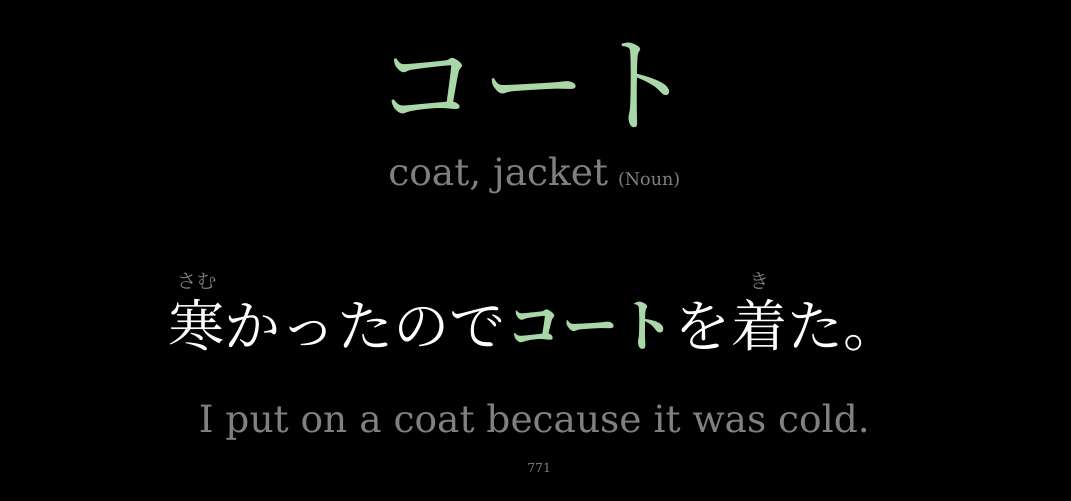 コート
coat, jacket (Noun)
さむ き
寒かったのでコートを着た。
I put on a coat because it was cold.
771